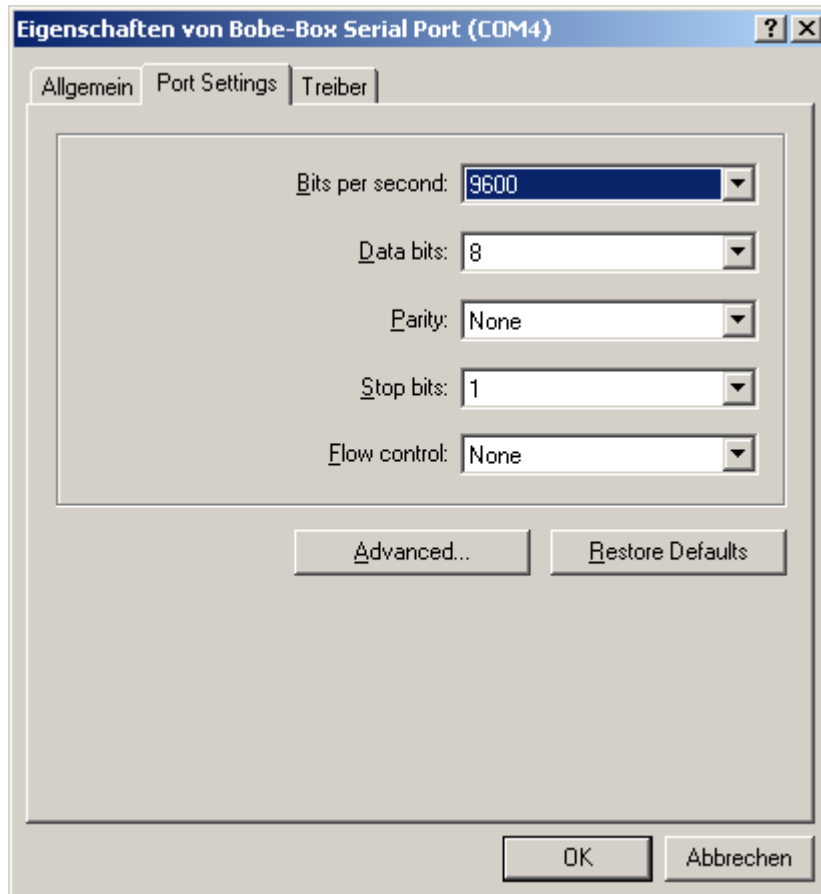 Eigenschaften von Bobe-Box Serial Port (COM4)
Allgemein Port Settings Treiber
Bits per second: 9600
Data bits: 8
Parity: None
Stop bits: 1
Flow control: None
Advanced... Restore Defaults
OK Abbrechen